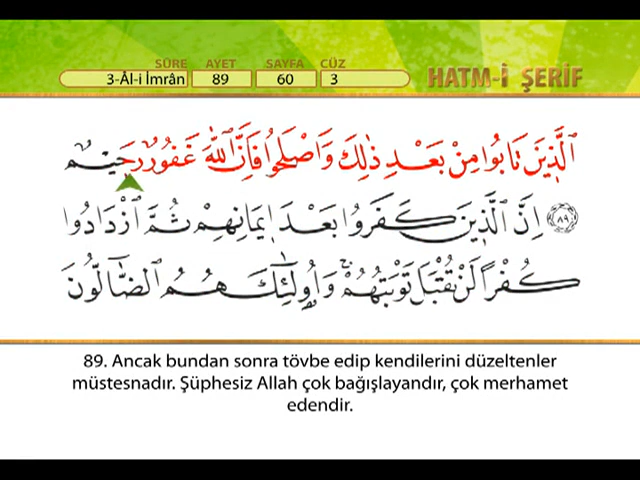 SÛRE AYET SAYFA CÜZ
3-Âl-i İmrân 89 60 3
HATM-İ ŞERİF
الَّذ۪ينَ تَابُوا مِنْ بَعْدِ ذٰلِكَ وَاَصْلَحُوا فَاِنَّ اللّٰهَ غَفُورٌ رَح۪يمٌ
﴿٨٩﴾ اِنَّ الَّذ۪ينَ كَفَرُوا بَعْدَ ا۪يمَانِهِمْ ثُمَّ ازْدَادُوا
كُفْرًا لَنْ تُقْبَلَ تَوْبَتُهُمْ وَاُو۬لٰٓئِكَ هُمُ الضَّٓالُّونَ
89. Ancak bundan sonra tövbe edip kendilerini düzeltenler
müstesnadır. Şüphesiz Allah çok bağışlayandır, çok merhamet
edendir.